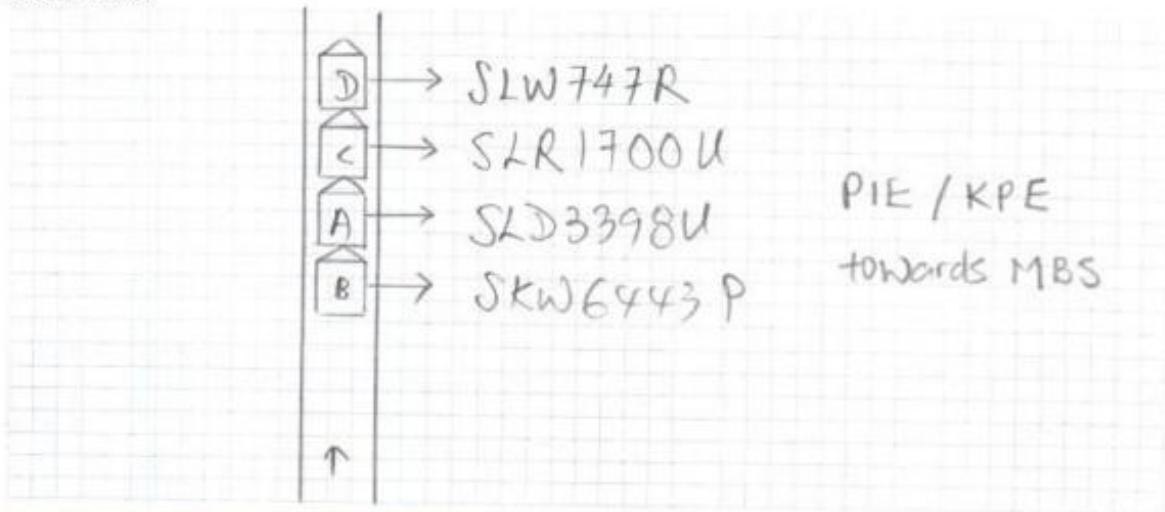 D → SLW747R
C → SLR1700U
A → SLD3398U
B → SKW6443P
PIE / KPE
towards MBS